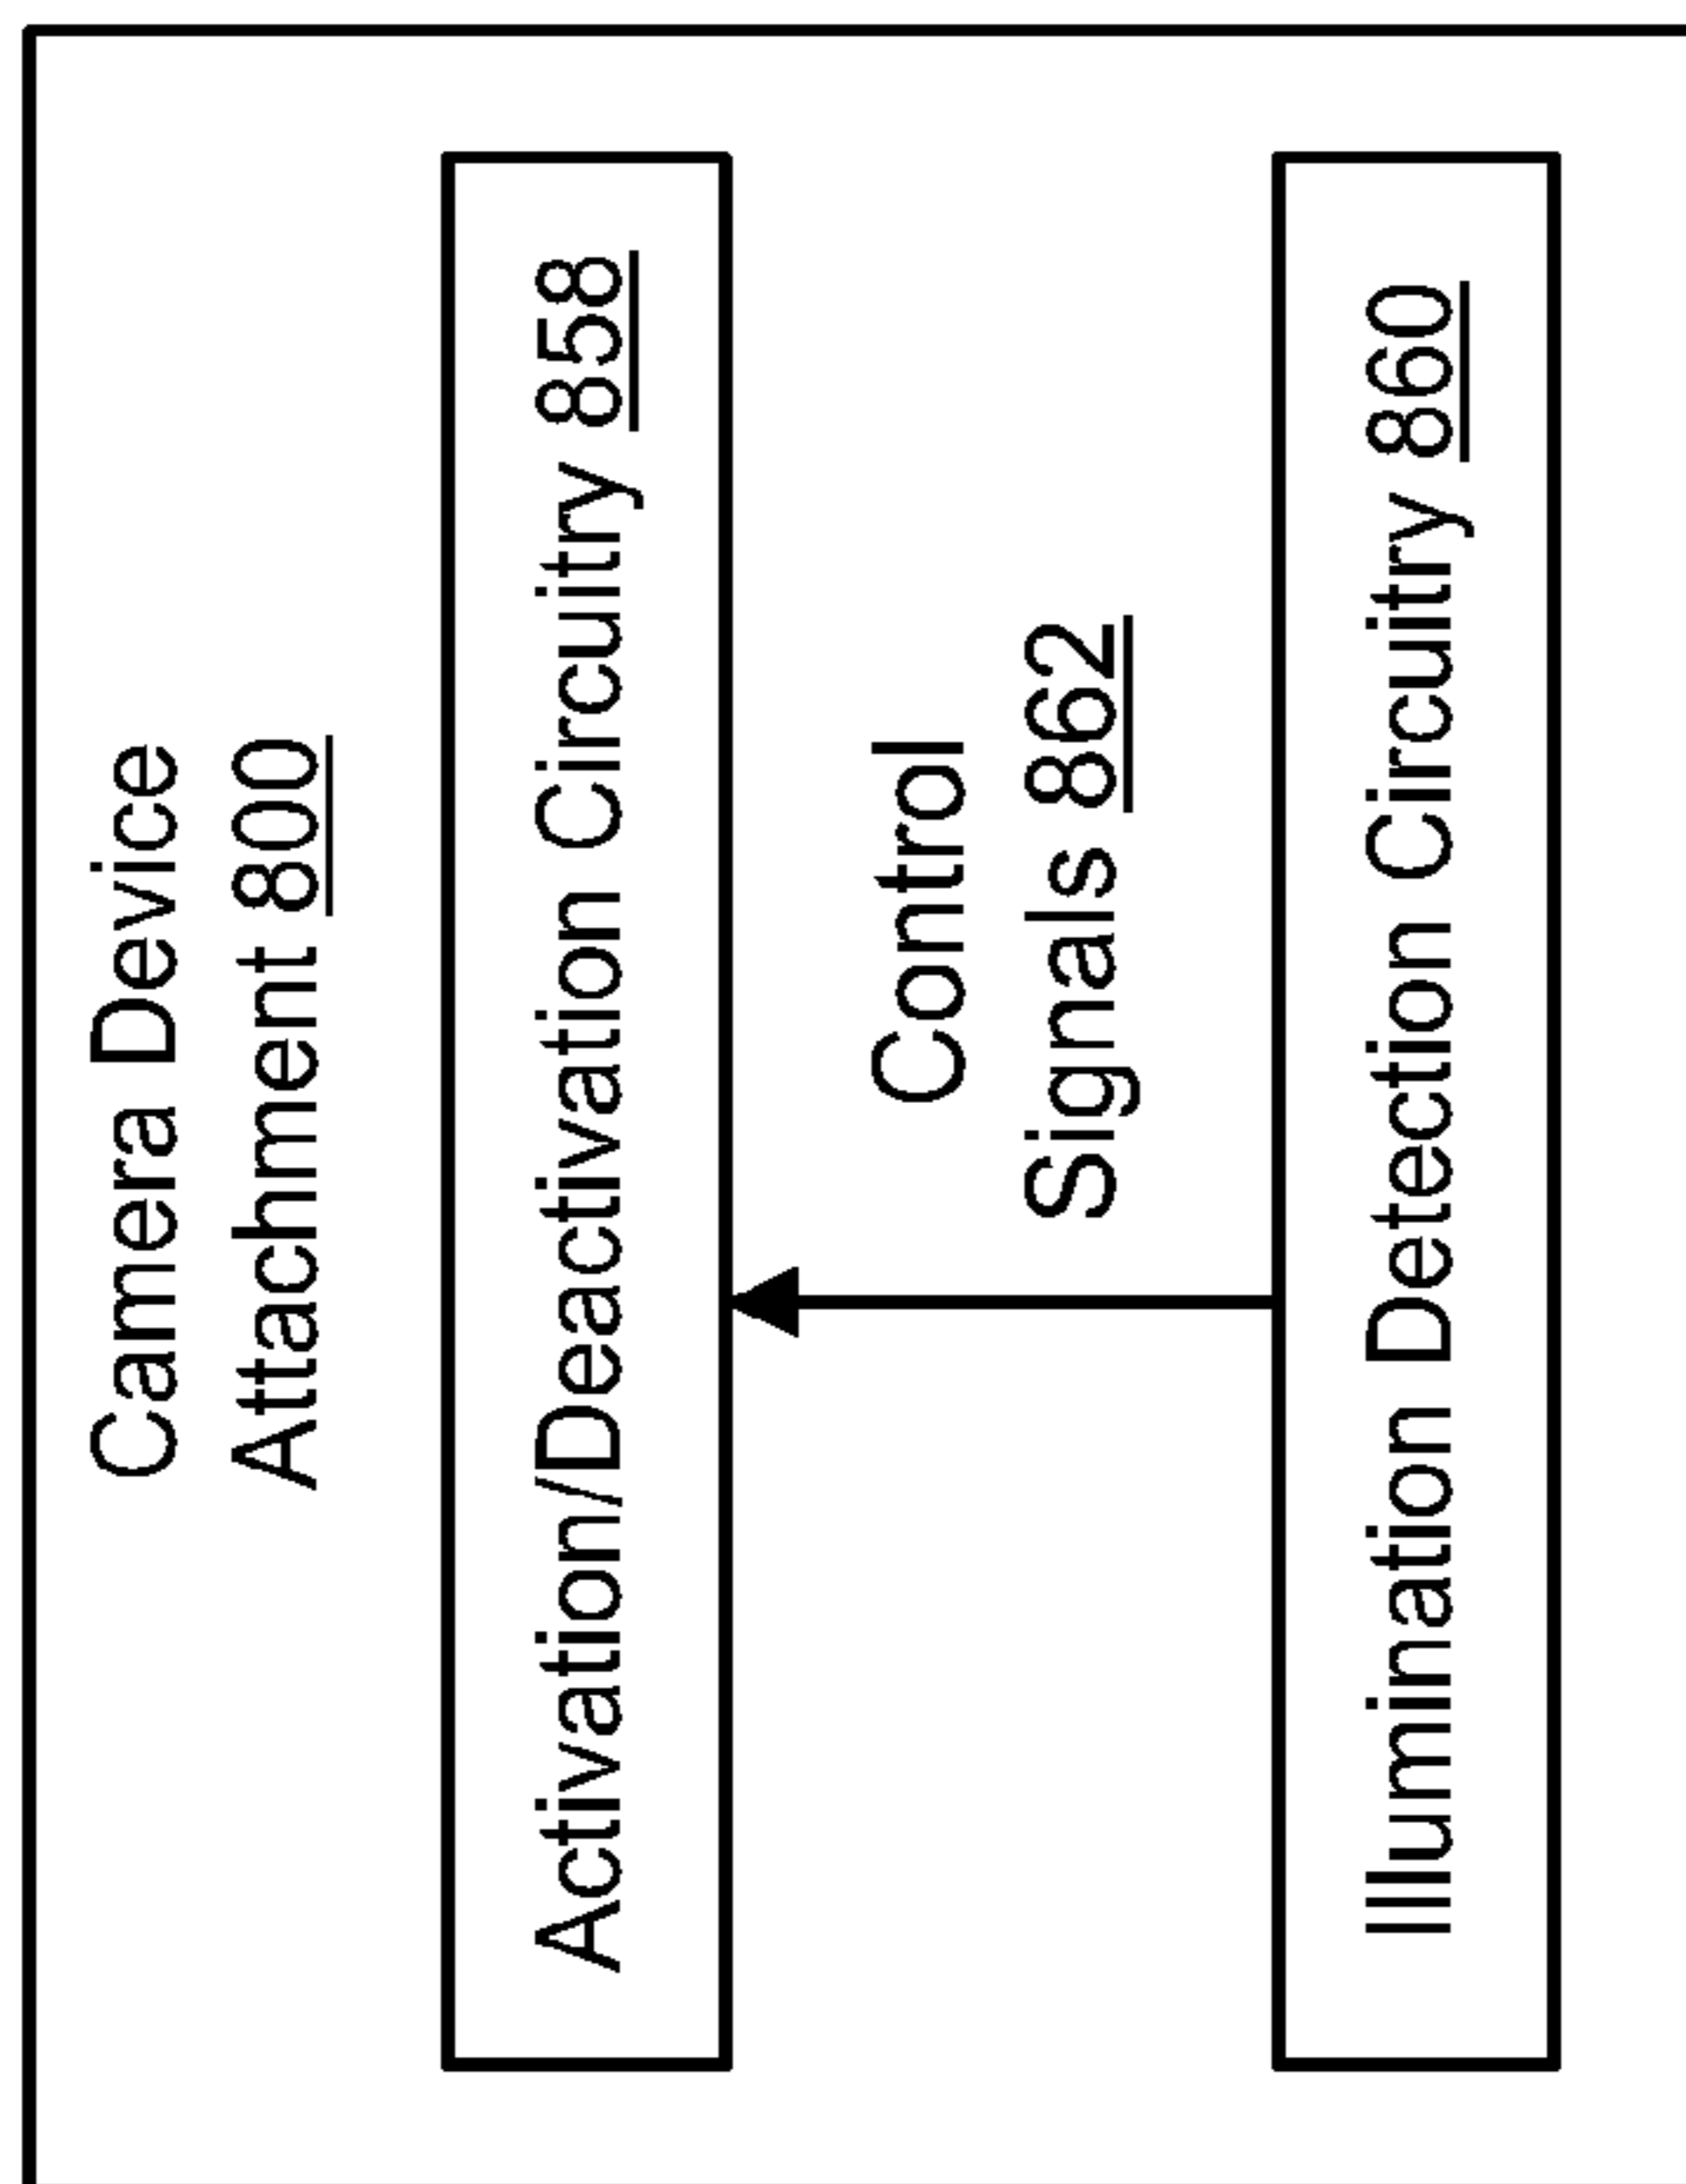 Camera Device
Attachment 800
Activation/Deactivation Circuitry 858
Control
Signals 862
Illumination Detection Circuitry 860